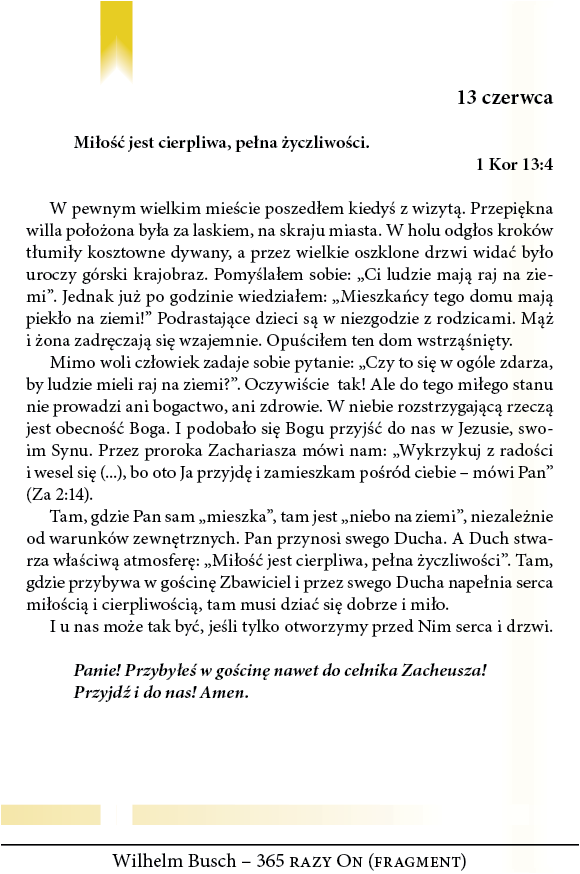 13 czerwca
Miłość jest cierpliwa, pełna życzliwości.
1 Kor 13:4
W pewnym wielkim mieście poszedłem kiedyś z wizytą. Przepiękna
willa położona była za laskiem, na skraju miasta. W holu odgłos kroków
tłumiły kosztowne dywany, a przez wielkie oszklone drzwi widać było
uroczy górski krajobraz. Pomyślałem sobie: „Ci ludzie mają raj na zie-
mi”. Jednak już po godzinie wiedziałem: „Mieszkańcy tego domu mają
piekło na ziemi!” Podrastające dzieci są w niezgodzie z rodzicami. Mąż
i żona zadręczają się wzajemnie. Opuściłem ten dom wstrząśnięty.
Mimo woli człowiek zadaje sobie pytanie: „Czy to się w ogóle zdarza,
by ludzie mieli raj na ziemi?”. Oczywiście tak! Ale do tego miłego stanu
nie prowadzi ani bogactwo, ani zdrowie. W niebie rozstrzygającą rzeczą
jest obecność Boga. I podobało się Bogu przyjść do nas w Jezusie, swo-
im Synu. Przez proroka Zachariasza mówi nam: „Wykrzykuj z radości
i wesel się (...), bo oto Ja przyjdę i zamieszkam pośród ciebie – mówi Pan”
(Za 2:14).
Tam, gdzie Pan sam „mieszka”, tam jest „niebo na ziemi”, niezależnie
od warunków zewnętrznych. Pan przynosi swego Ducha. A Duch stwa-
rza właściwą atmosferę: „Miłość jest cierpliwa, pełna życzliwości”. Tam,
gdzie przybywa w gościnę Zbawiciel i przez swego Ducha napełnia serca
miłością i cierpliwością, tam musi dziać się dobrze i miło.
I u nas może tak być, jeśli tylko otworzymy przed Nim serca i drzwi.
Panie! Przybyłeś w gościnę nawet do celnika Zacheusza!
Przyjdź i do nas! Amen.
Wilhelm Busch – 365 razy On (fragment)